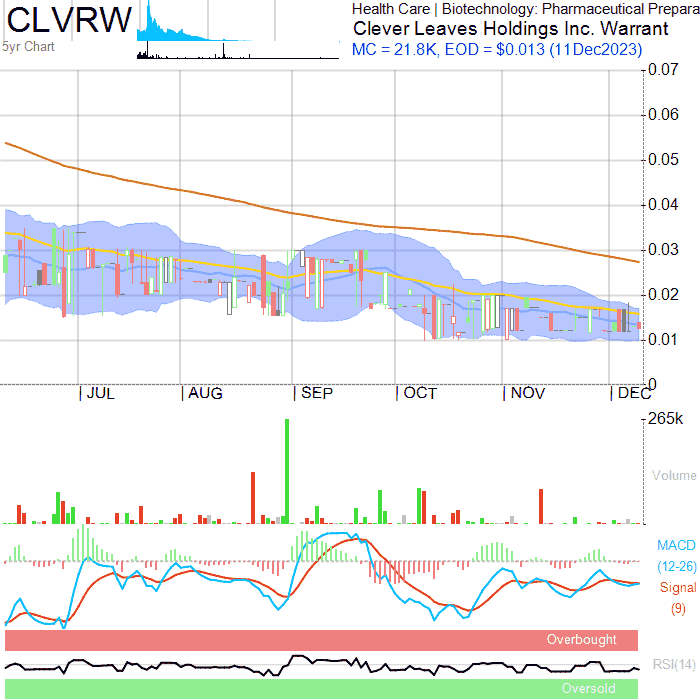 CLVRW
5yr Chart
Health Care | Biotechnology: Pharmaceutical Prepara
Clever Leaves Holdings Inc. Warrant
MC = 21.8K, EOD = $0.013 (11Dec2023)
0.07
0.06
0.05
0.04
0.03
0.02
0.01
0
| JUL | AUG | SEP | OCT | NOV | DEC
265k
Volume
MACD
(12-26)
Signal
(9)
Overbought
RSI(14)
Oversold